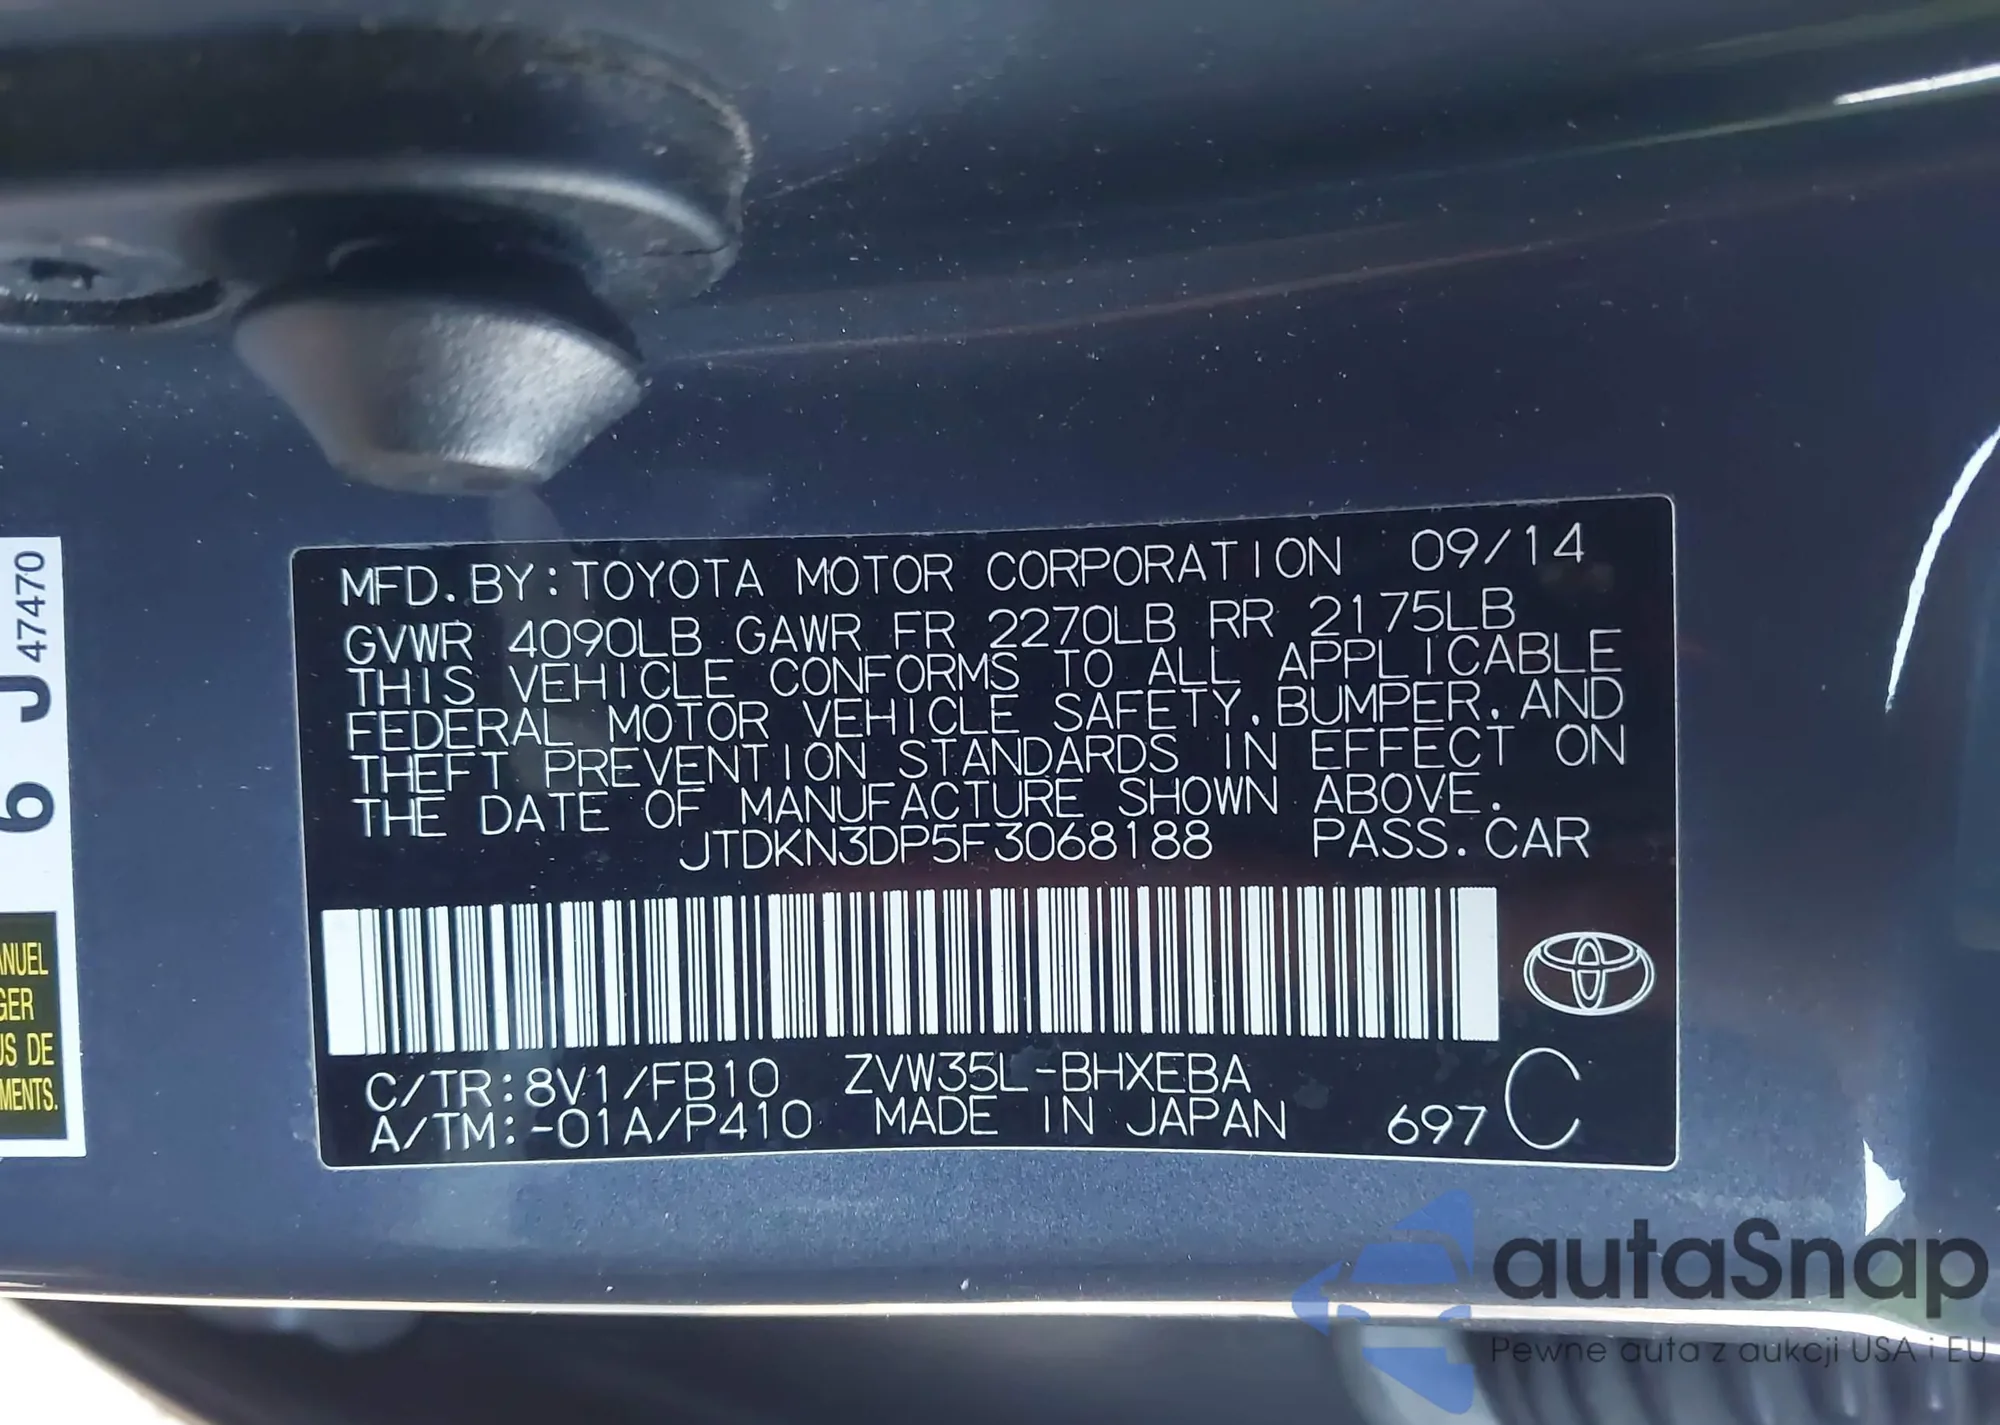 MFD. BY: TOYOTA MOTOR CORPORATION 09/14
GVWR 4090LB GAWR FR 2270LB RR 2175LB
THIS VEHICLE CONFORMS TO ALL APPLICABLE
FEDERAL MOTOR VEHICLE SAFETY, BUMPER, AND
THEFT PREVENTION STANDARDS IN EFFECT ON
THE DATE OF MANUFACTURE SHOWN ABOVE.
JTDKN3DP5F3068188 PASS. CAR
C/TR: 8V1/FB10 ZVW35L-BHXEBA
A/TM: -01A/P410 MADE IN JAPAN 697 C
6 J 47470
US DE
autaSnap
Pewne auta z aukcji USA i EU